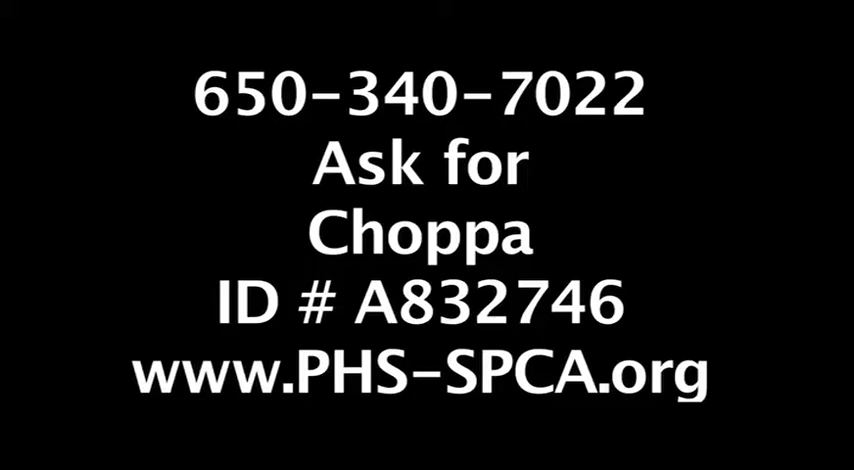 650-340-7022
Ask for
Choppa
ID # A832746
www.PHS-SPCA.org